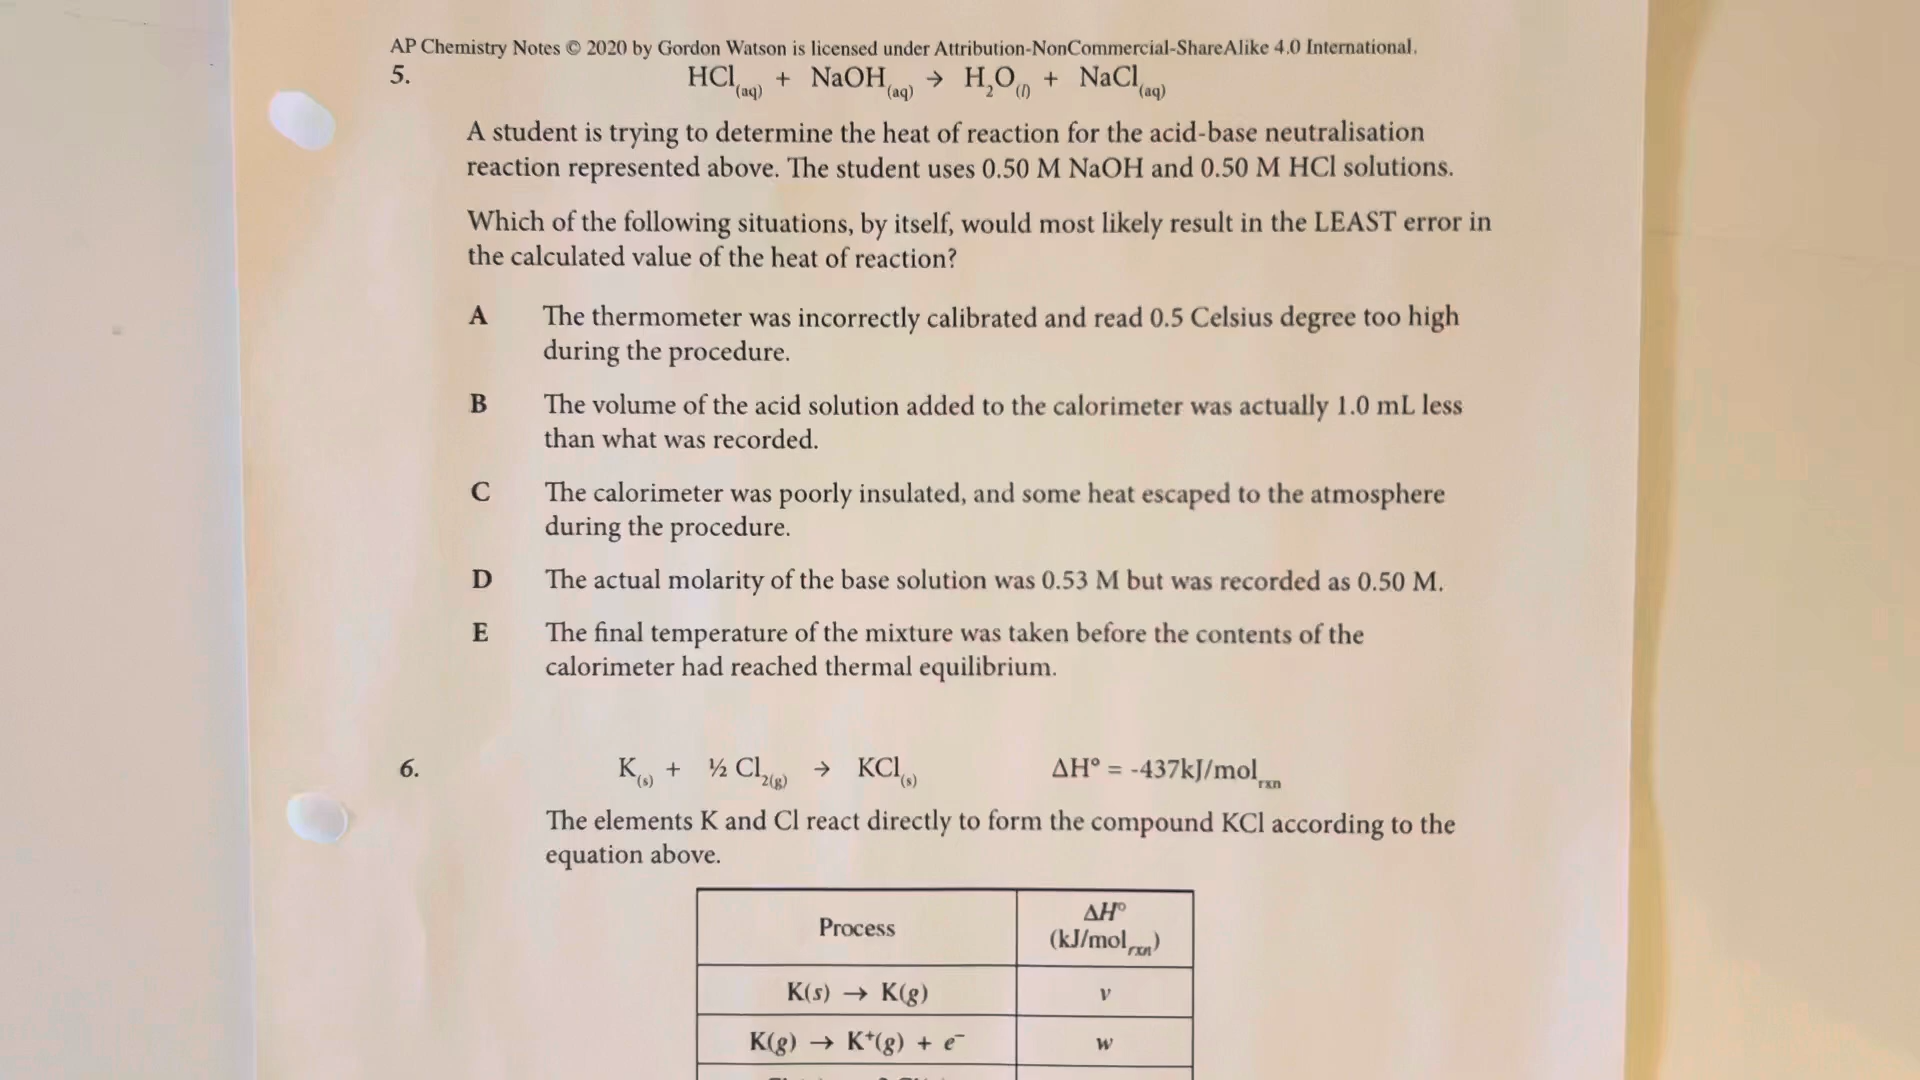 AP Chemistry Notes © 2020 by Gordon Watson is licensed under Attribution-NonCommercial-ShareAlike 4.0 International.
5. HCl(aq) + NaOH(aq) → H2O(l) + NaCl(aq)
A student is trying to determine the heat of reaction for the acid-base neutralisation
reaction represented above. The student uses 0.50 M NaOH and 0.50 M HCl solutions.
Which of the following situations, by itself, would most likely result in the LEAST error in
the calculated value of the heat of reaction?
A The thermometer was incorrectly calibrated and read 0.5 Celsius degree too high
during the procedure.
B The volume of the acid solution added to the calorimeter was actually 1.0 mL less
than what was recorded.
C The calorimeter was poorly insulated, and some heat escaped to the atmosphere
during the procedure.
D The actual molarity of the base solution was 0.53 M but was recorded as 0.50 M.
E The final temperature of the mixture was taken before the contents of the
calorimeter had reached thermal equilibrium.
6. K(s) + ½ Cl2(g) → KCl(s) ΔH° = -437kJ/molrxn
The elements K and Cl react directly to form the compound KCl according to the
equation above.
Process ΔH°
(kJ/molrxn)
K(s) → K(g) v
K(g) → K⁺(g) + e⁻ w